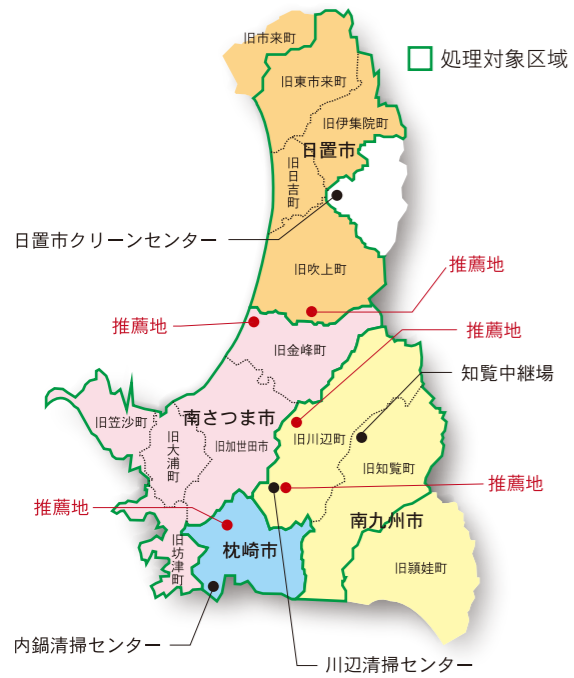 旧市来町
処理対象区域
旧東市来町
旧伊集院町
日置市
旧日吉町
日置市クリーンセンター
旧吹上町
推薦地
推薦地
推薦地
旧金峰町
知覧中継場
旧笠沙町
南さつま市
旧大浦町
旧加世田市
旧川辺町
旧知覧町
推薦地
推薦地
南九州市
旧坊津町
枕崎市
旧頴娃町
内鍋清掃センター
川辺清掃センター